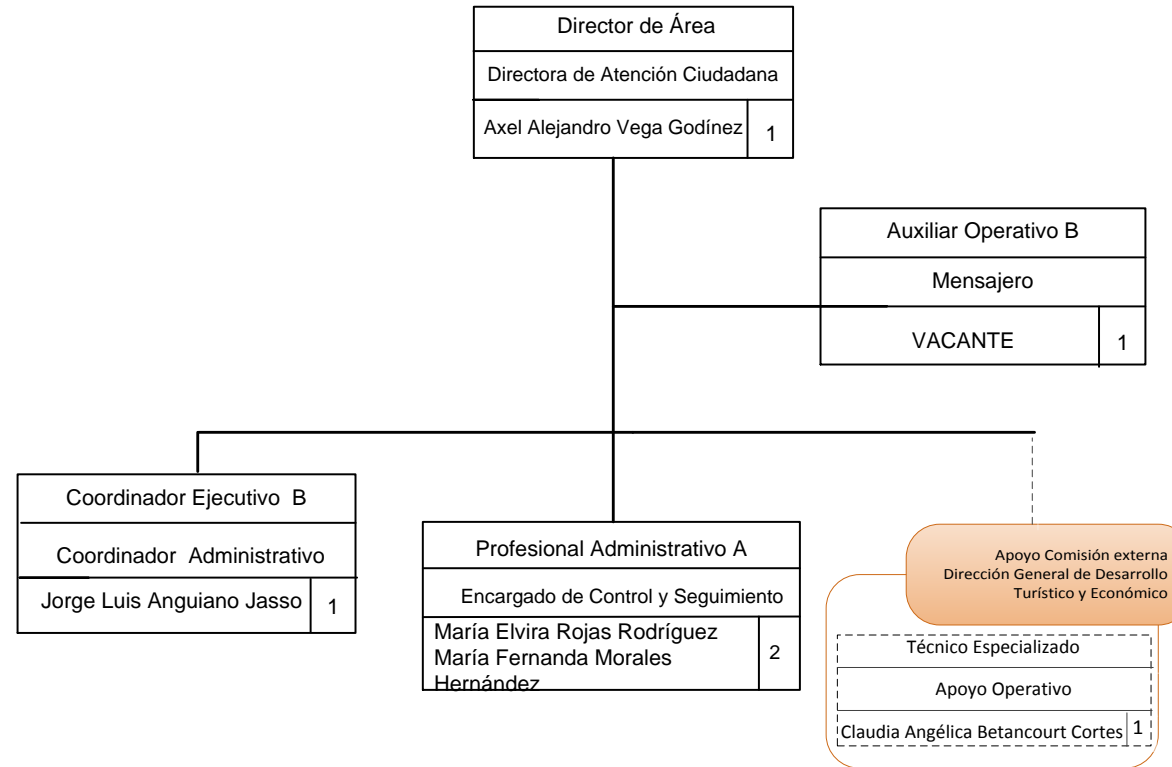 Director de Área
Directora de Atención Ciudadana
Axel Alejandro Vega Godínez 1
Auxiliar Operativo B
Mensajero
VACANTE 1
Coordinador Ejecutivo B
Coordinador Administrativo
Jorge Luis Anguiano Jasso 1
Profesional Administrativo A
Encargado de Control y Seguimiento
María Elvira Rojas Rodríguez 2
María Fernanda Morales
Hernández
Apoyo Comisión externa
Dirección General de Desarrollo
Turístico y Económico
Técnico Especializado
Apoyo Operativo
Claudia Angélica Betancourt Cortes 1